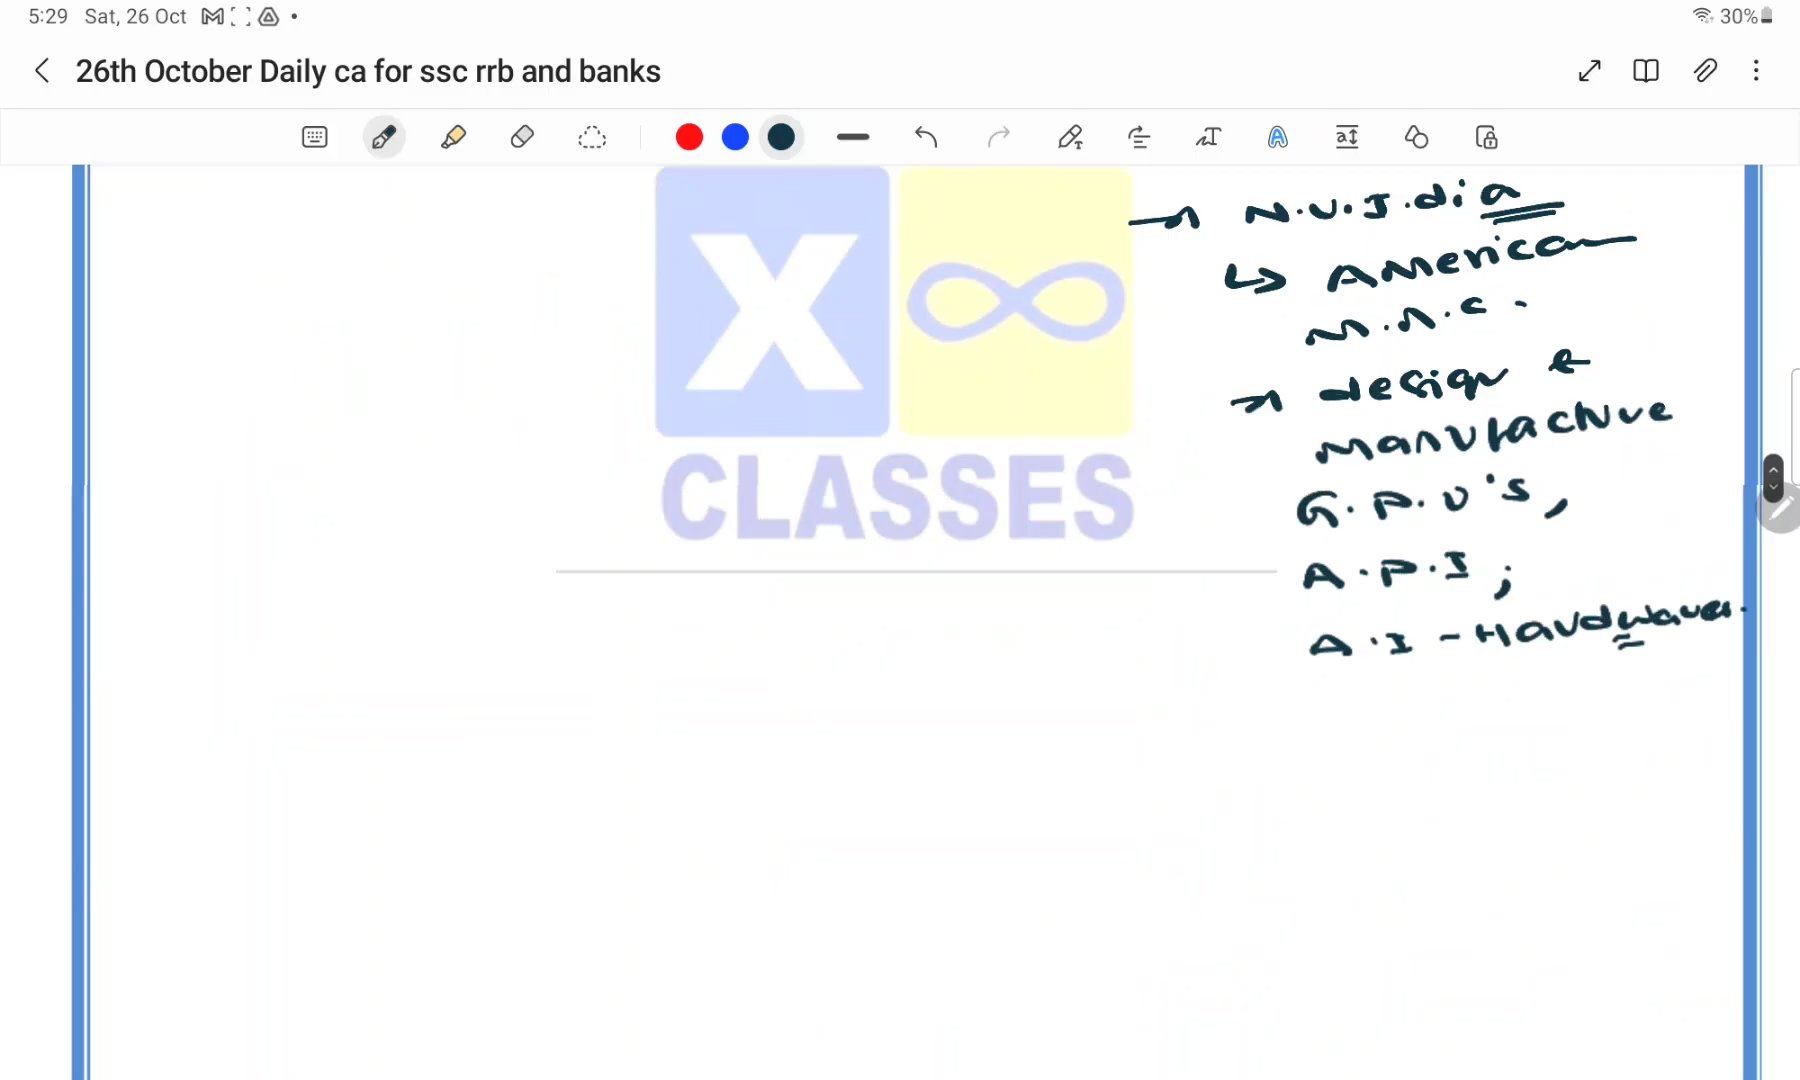 5:29 Sat, 26 Oct
30%
26th October Daily ca for ssc rrb and banks
X
CLASSES
→ N.V.I.dia
↳ American
M.N.C.
→ design &
Manufacture
G.P.U's,
A.P.I;
A.I - Hardwares.